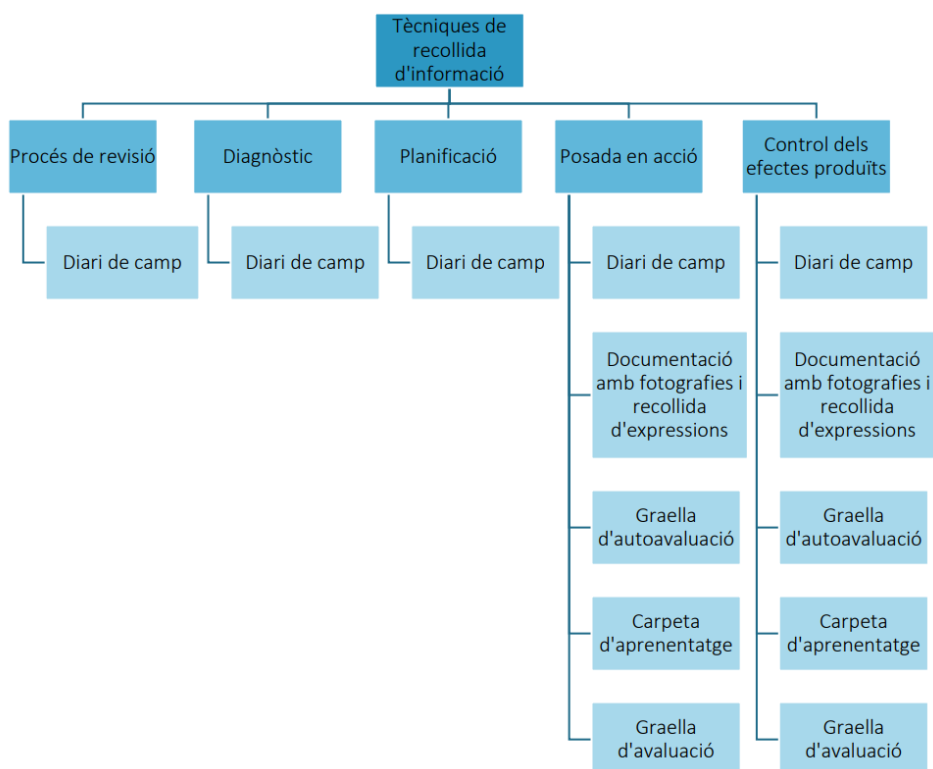 Tècniques de
recollida
d'informació
Procés de revisió
Diagnòstic
Planificació
Posada en acció
Control dels
efectes produïts
Diari de camp
Diari de camp
Diari de camp
Diari de camp
Diari de camp
Documentació
amb fotografies i
recollida
d'expressions
Documentació
amb fotografies i
recollida
d'expressions
Graella
d'autoavaluació
Graella
d'autoavaluació
Carpeta
d'aprenentatge
Carpeta
d'aprenentatge
Graella
d'avaluació
Graella
d'avaluació